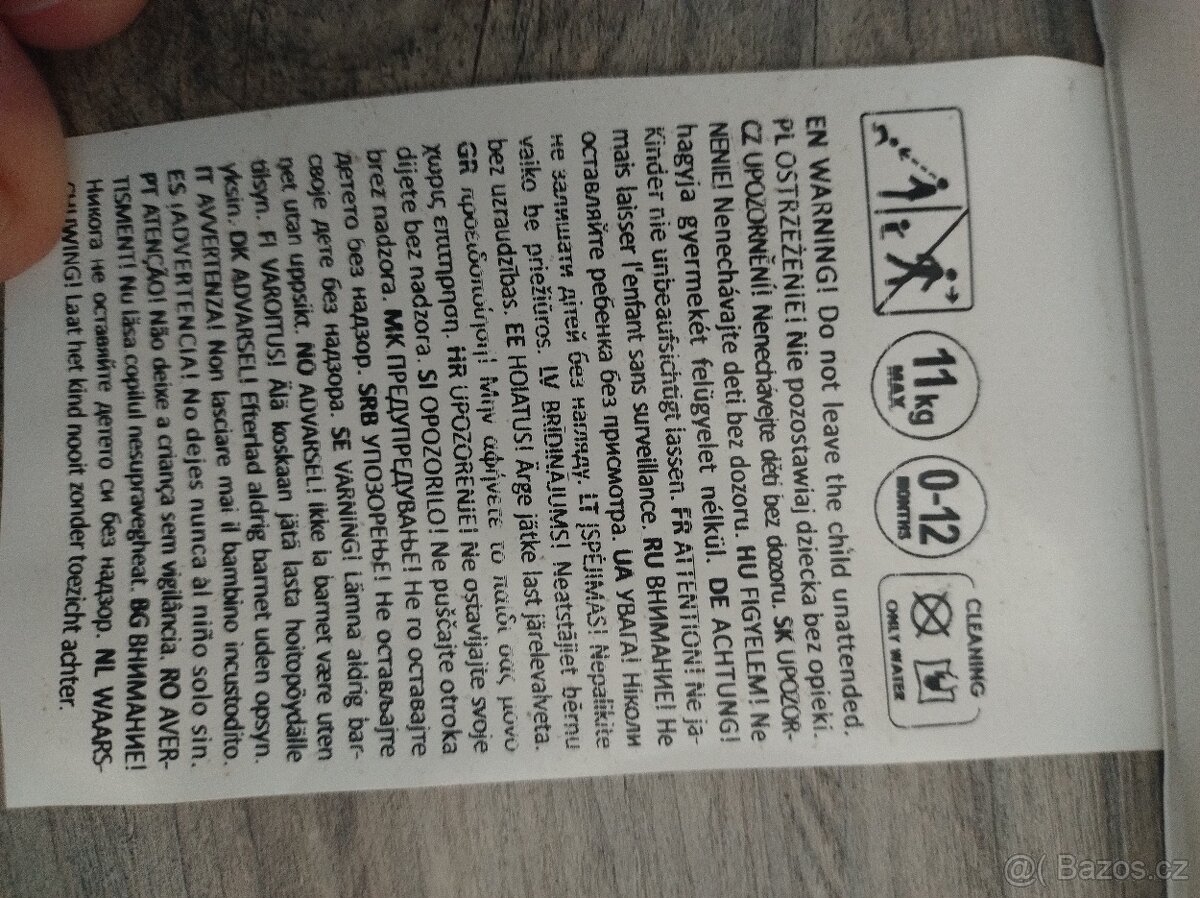 11 kg
MAX
0-12
MONTHS
CLEANING
ONLY WATER
EN WARNING! Do not leave the child unattended.
PL OSTRZEŻENIE! Nie pozostawiaj dziecka bez opieki.
CZ UPOZORNĚNÍ! Nenechávejte děti bez dozoru. SK UPOZOR-
NENIE! Nenechávajte deti bez dozoru. HU FIGYELEM! Ne
hagyja gyermekét felügyelet nélkül. DE ACHTUNG!
Kinder nie unbeaufsichtigt lassen. FR ATTENTION! Ne ja-
mais laisser l'enfant sans surveillance. RU ВНИМАНИЕ! Не
оставляйте ребенка без присмотра. UA УВАГА! Ніколи
не залишати дітей без нагляду. LT ĮSPĖJIMAS! Nepalikite
vaiko be priežiūros. LV BRĪDINĀJUMS! Neatstājiet bērnu
bez uzraudzības. EE HOIATUS! Ärge jätke last järelevalveta.
GR προειδοποίηση! Μην αφήνετε το παιδί σας μόνο
χωρις επιτηρηση. HR UPOZORENJE! Ne ostavljajte svoje
dijete bez nadzora. SI OPOZORILO! Ne puščajte otroka
brez nadzora. MK ПРЕДУПРЕДУВАЊЕ! Не го оставајте
детето без надзор. SRB УПОЗОРЕЊЕ! Не остављајте
своје дете без надзора. SE VARNING! Lämna aldrig bar-
net utan uppsikt. NO ADVARSEL! ikke la barnet være uten
tilsyn. FI VAROITUS! Älä koskaan jätä lasta hoitopöydälle
yksin. DK ADVARSEL! Efterlad aldrig barnet uden opsyn.
IT AVVERTENZA! Non lasciare mai il bambino incustodito.
ES ¡ADVERTENCIA! No dejes nunca al niño solo sin.
PT ATENÇÃO! Não deixe a criança sem vigilância. RO AVER-
TISMENT! Nu lăsa copilul nesupravegheat. BG ВНИМАНИЕ!
Никога не оставяйте детето си без надзор. NL WAARS-
CHUWING! Laat het kind nooit zonder toezicht achter.
@( Bazos.cz